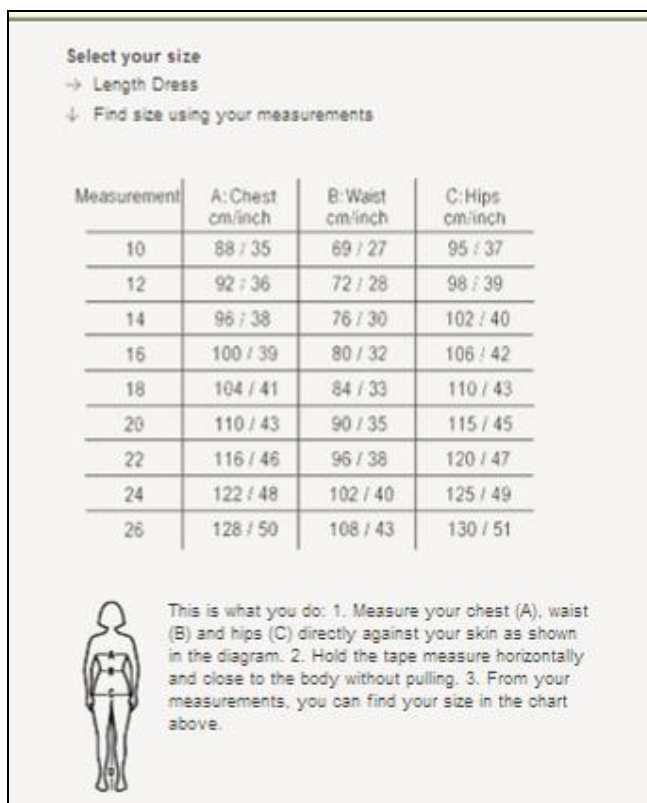 Select your size
→ Length Dress
↓ Find size using your measurements
Measurement A: Chest B: Waist C: Hips
cm/inch cm/inch cm/inch
10 88 / 35 69 / 27 95 / 37
12 92 / 36 72 / 28 98 / 39
14 96 / 38 76 / 30 102 / 40
16 100 / 39 80 / 32 106 / 42
18 104 / 41 84 / 33 110 / 43
20 110 / 43 90 / 35 115 / 45
22 116 / 46 96 / 38 120 / 47
24 122 / 48 102 / 40 125 / 49
26 128 / 50 108 / 43 130 / 51
This is what you do: 1. Measure your chest (A), waist
(B) and hips (C) directly against your skin as shown
in the diagram. 2. Hold the tape measure horizontally
and close to the body without pulling. 3. From your
measurements, you can find your size in the chart
above.
A
B
C